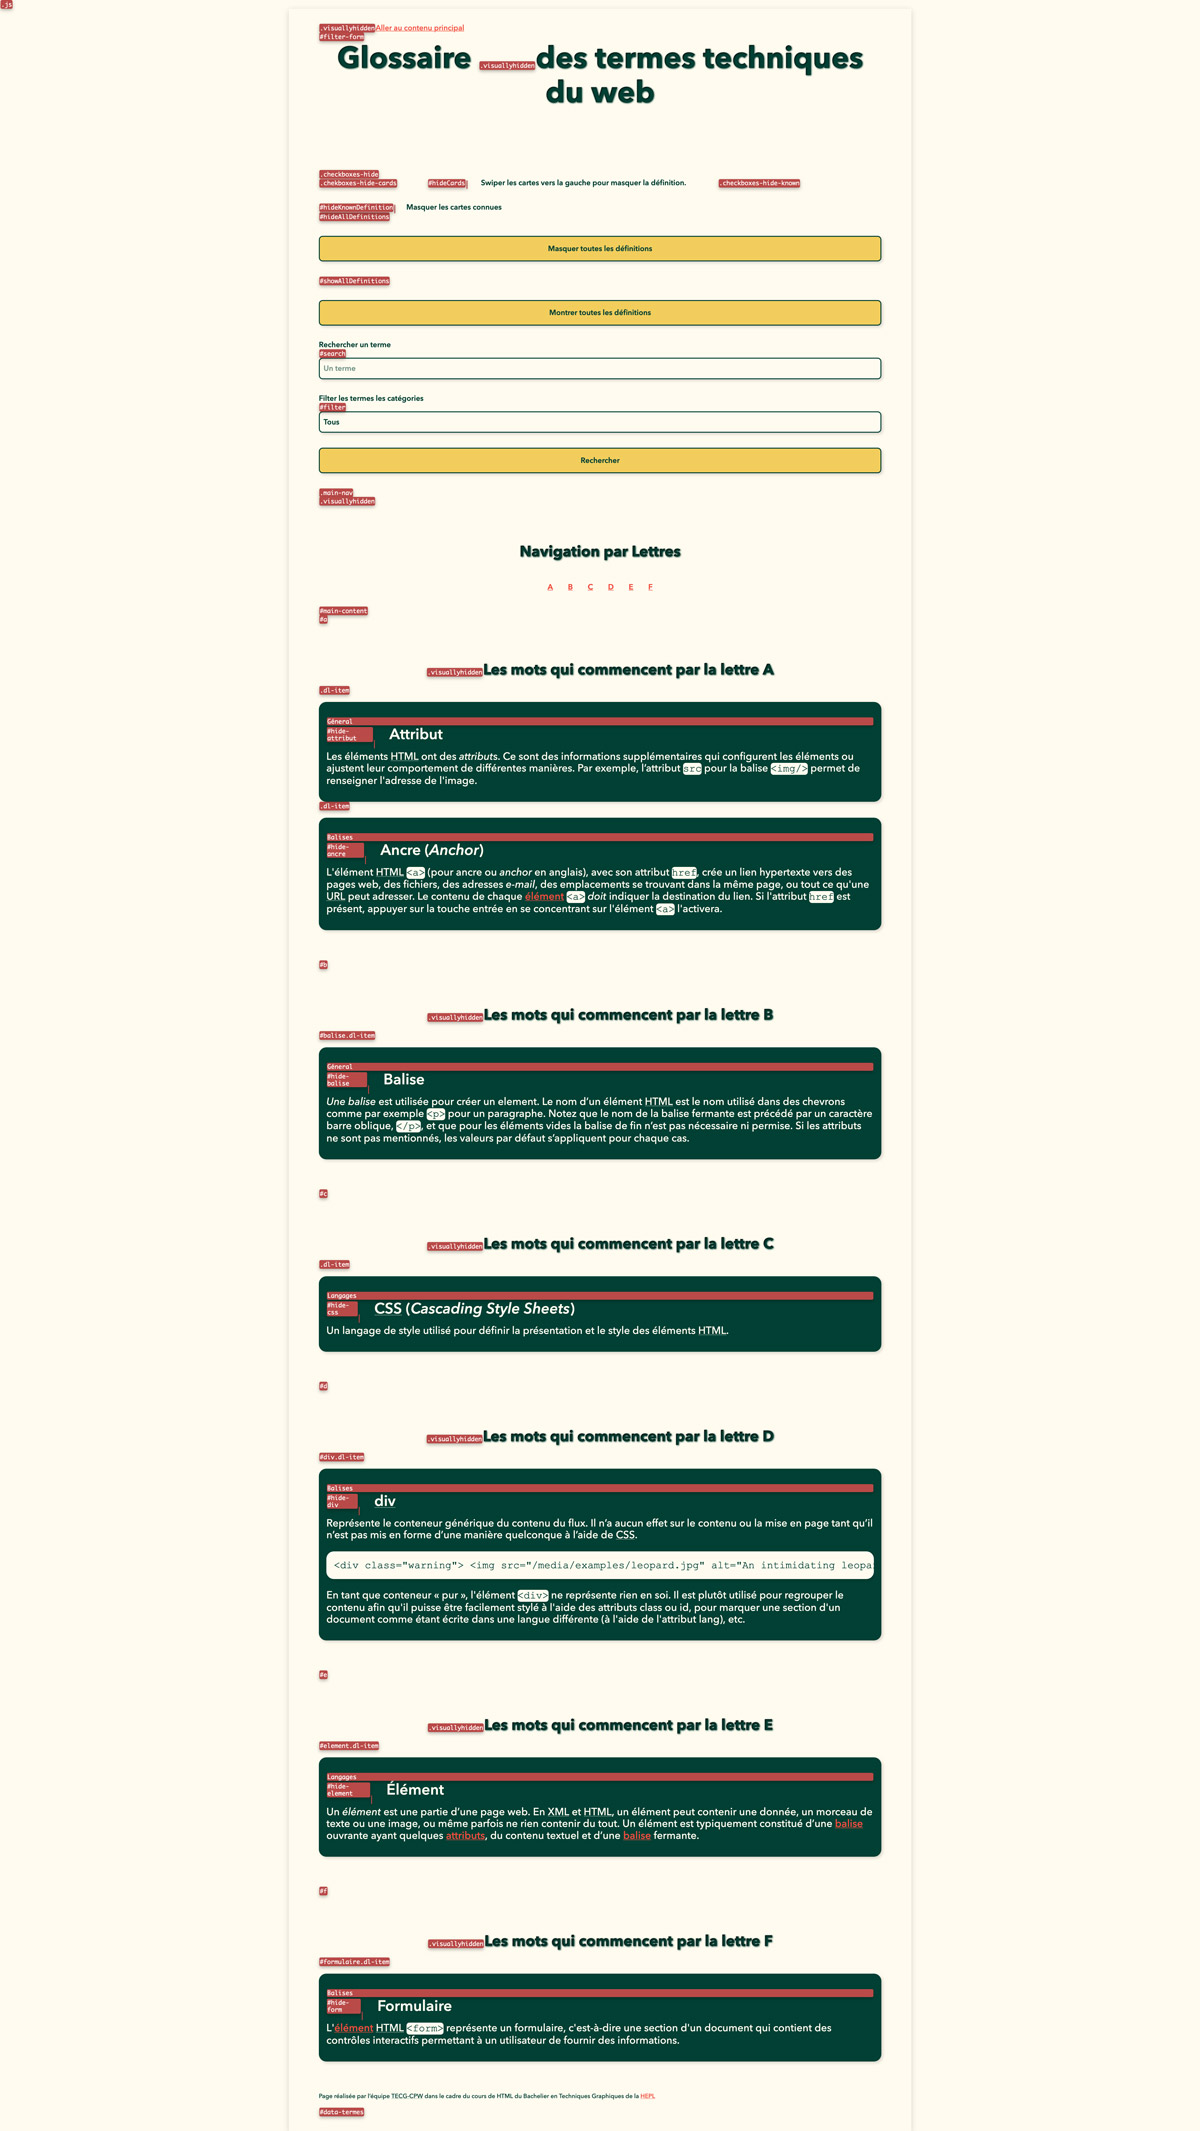 .js
.visuallyhidden Aller au contenu principal
#filter-form
Glossaire .visuallyhidden des termes techniques
du web
.checkboxes-hide
.chekboxes-hide-cards #hideCards Swiper les cartes vers la gauche pour masquer la définition. .checkboxes-hide-known
#hideKnownDefinition Masquer les cartes connues
#hideAllDefinitions
Masquer toutes les définitions
#showAllDefinitions
Montrer toutes les définitions
Rechercher un terme
#search
Un terme
Filter les termes les catégories
#filter
Tous
Rechercher
.main-nav
.visuallyhidden
Navigation par Lettres
A B C D E F
#main-content
#a
.visuallyhidden Les mots qui commencent par la lettre A
.dl-item
Géneral
#hide-
attribut Attribut
Les éléments HTML ont des attributs. Ce sont des informations supplémentaires qui configurent les éléments ou
ajustent leur comportement de différentes manières. Par exemple, l’attribut src pour la balise <img/> permet de
renseigner l'adresse de l'image.
.dl-item
Balises
#hide-
ancre Ancre (Anchor)
L'élément HTML <a> (pour ancre ou anchor en anglais), avec son attribut href, crée un lien hypertexte vers des
pages web, des fichiers, des adresses e-mail, des emplacements se trouvant dans la même page, ou tout ce qu'une
URL peut adresser. Le contenu de chaque élément <a> doit indiquer la destination du lien. Si l'attribut href est
présent, appuyer sur la touche entrée en se concentrant sur l'élément <a> l'activera.
#b
.visuallyhidden Les mots qui commencent par la lettre B
#balise.dl-item
Géneral
#hide-
balise Balise
Une balise est utilisée pour créer un element. Le nom d’un élément HTML est le nom utilisé dans des chevrons
comme par exemple <p> pour un paragraphe. Notez que le nom de la balise fermante est précédé par un caractère
barre oblique, </p>, et que pour les éléments vides la balise de fin n’est pas nécessaire ni permise. Si les attributs
ne sont pas mentionnés, les valeurs par défaut s’appliquent pour chaque cas.
#c
.visuallyhidden Les mots qui commencent par la lettre C
.dl-item
Langages
#hide-
css CSS (Cascading Style Sheets)
Un langage de style utilisé pour définir la présentation et le style des éléments HTML.
#d
.visuallyhidden Les mots qui commencent par la lettre D
#div.dl-item
Balises
#hide-
div div
Représente le conteneur générique du contenu du flux. Il n’a aucun effet sur le contenu ou la mise en page tant qu’il
n’est pas mis en forme d’une manière quelconque à l’aide de CSS.
<div class="warning"> <img src="/media/examples/leopard.jpg" alt="An intimidating leopa
En tant que conteneur « pur », l'élément <div> ne représente rien en soi. Il est plutôt utilisé pour regrouper le
contenu afin qu'il puisse être facilement stylé à l'aide des attributs class ou id, pour marquer une section d'un
document comme étant écrite dans une langue différente (à l'aide de l'attribut lang), etc.
#e
.visuallyhidden Les mots qui commencent par la lettre E
#element.dl-item
Langages
#hide-
element Élément
Un élément est une partie d’une page web. En XML et HTML, un élément peut contenir une donnée, un morceau de
texte ou une image, ou même parfois ne rien contenir du tout. Un élément est typiquement constitué d’une balise
ouvrante ayant quelques attributs, du contenu textuel et d’une balise fermante.
#f
.visuallyhidden Les mots qui commencent par la lettre F
#formulaire.dl-item
Balises
#hide-
form Formulaire
L'élément HTML <form> représente un formulaire, c'est-à-dire une section d'un document qui contient des
contrôles interactifs permettant à un utilisateur de fournir des informations.
Page réalisée par l'équipe TECG-CPW dans le cadre du cours de HTML du Bachelier en Techniques Graphiques de la HEPL
#data-termes